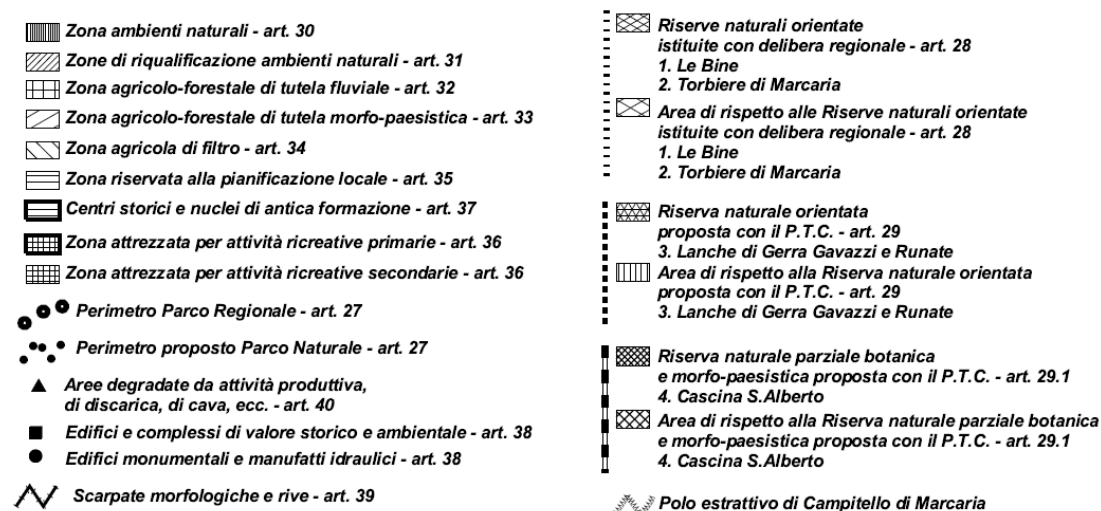 Zona ambienti naturali - art. 30
Zone di riqualificazione ambienti naturali - art. 31
Zona agricolo-forestale di tutela fluviale - art. 32
Zona agricolo-forestale di tutela morfo-paesistica - art. 33
Zona agricola di filtro - art. 34
Zona riservata alla pianificazione locale - art. 35
Centri storici e nuclei di antica formazione - art. 37
Zona attrezzata per attività ricreative primarie - art. 36
Zona attrezzata per attività ricreative secondarie - art. 36
Perimetro Parco Regionale - art. 27
Perimetro proposto Parco Naturale - art. 27
Aree degradate da attività produttiva,
di discarica, di cava, ecc. - art. 40
Edifici e complessi di valore storico e ambientale - art. 38
Edifici monumentali e manufatti idraulici - art. 38
Scarpate morfologiche e rive - art. 39
Riserve naturali orientate
istituite con delibera regionale - art. 28
1. Le Bine
2. Torbiere di Marcaria
Area di rispetto alle Riserve naturali orientate
istituite con delibera regionale - art. 28
1. Le Bine
2. Torbiere di Marcaria
Riserva naturale orientata
proposta con il P.T.C. - art. 29
3. Lanche di Gerra Gavazzi e Runate
Area di rispetto alla Riserva naturale orientata
proposta con il P.T.C. - art. 29
3. Lanche di Gerra Gavazzi e Runate
Riserva naturale parziale botanica
e morfo-paesistica proposta con il P.T.C. - art. 29.1
4. Cascina S.Alberto
Area di rispetto alla Riserva naturale parziale botanica
e morfo-paesistica proposta con il P.T.C. - art. 29.1
4. Cascina S.Alberto
Polo estrattivo di Campitello di Marcaria